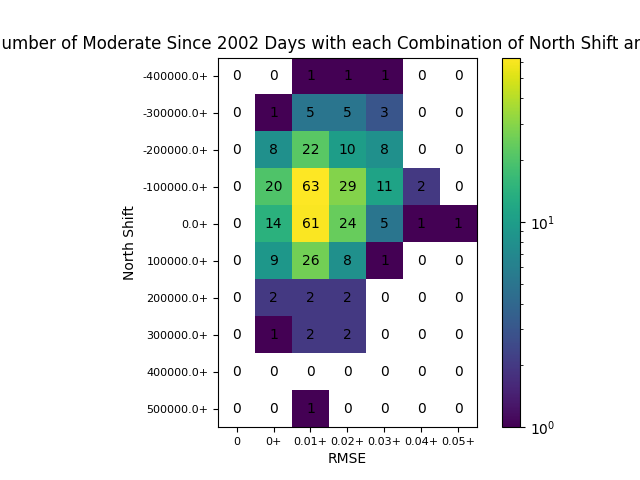 umber of Moderate Since 2002 Days with each Combination of North Shift a
-400000.0+ 0 0 1 1 1 0 0
-300000.0+ 0 1 5 5 3 0 0
-200000.0+ 0 8 22 10 8 0 0
-100000.0+ 0 20 63 29 11 2 0
0.0+ 0 14 61 24 5 1 1
100000.0+ 0 9 26 8 1 0 0
200000.0+ 0 2 2 2 0 0 0
300000.0+ 0 1 2 2 0 0 0
400000.0+ 0 0 0 0 0 0 0
500000.0+ 0 0 1 0 0 0 0
0 0+ 0.01+ 0.02+ 0.03+ 0.04+ 0.05+
RMSE
North Shift
10¹
10⁰